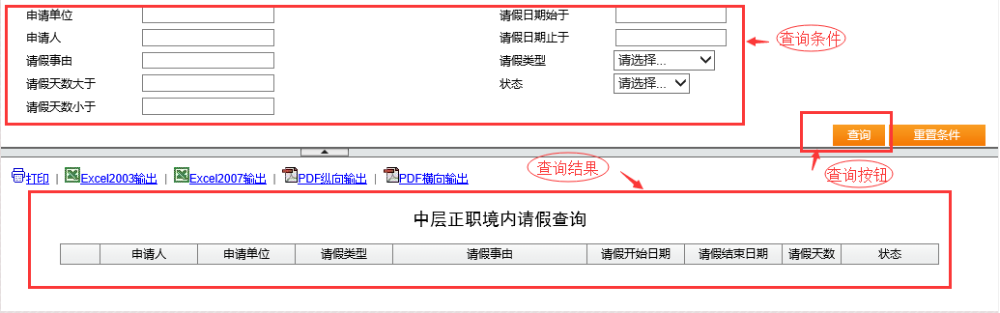 申请单位 请假日期始于
申请人 请假日期止于
查询条件
请假事由 请假类型 请选择...
请假天数大于 状态 请选择...
请假天数小于
查询 重置条件
打印 | Excel2003输出 | Excel2007输出 | PDF纵向输出 | PDF横向输出
查询结果
查询按钮
中层正职境内请假查询
申请人 申请单位 请假类型 请假事由 请假开始日期 请假结束日期 请假天数 状态